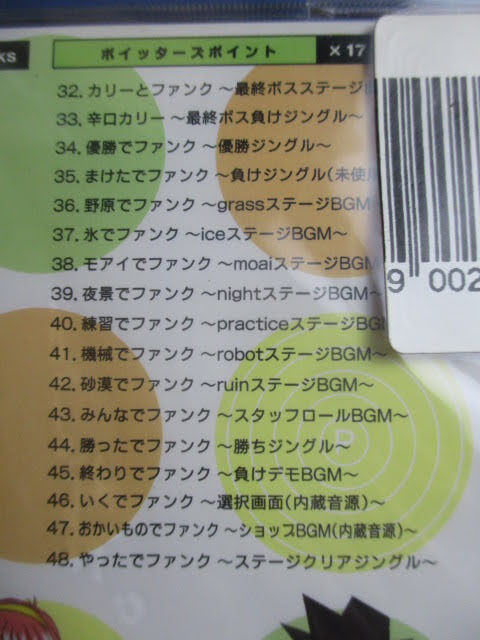 KS
ポイッターズポイント ×17
32. カリーとファンク ～最終ボスステージ
33. 辛口カリー ～最終ボス負けジングル～
34. 優勝でファンク ～優勝ジングル～
35. まけたでファンク ～負けジングル(未使用
36. 野原でファンク ～grassステージBGM
37. 氷でファンク ～iceステージBGM～
38. モアイでファンク ～moaiステージBGM
39. 夜景でファンク ～nightステージBGM～
40. 練習でファンク ～practiceステージBG
41. 機械でファンク ～robotステージBGM～
42. 砂漠でファンク ～ruinステージBGM～
43. みんなでファンク ～スタッフロールBGM～
44. 勝ったでファンク ～勝ちジングル～
45. 終わりでファンク ～負けデモBGM～
46. いくでファンク ～選択画面(内蔵音源)～
47. おかいものでファンク ～ショップBGM(内蔵音源)～
48. やったでファンク ～ステージクリアジングル～
9 002